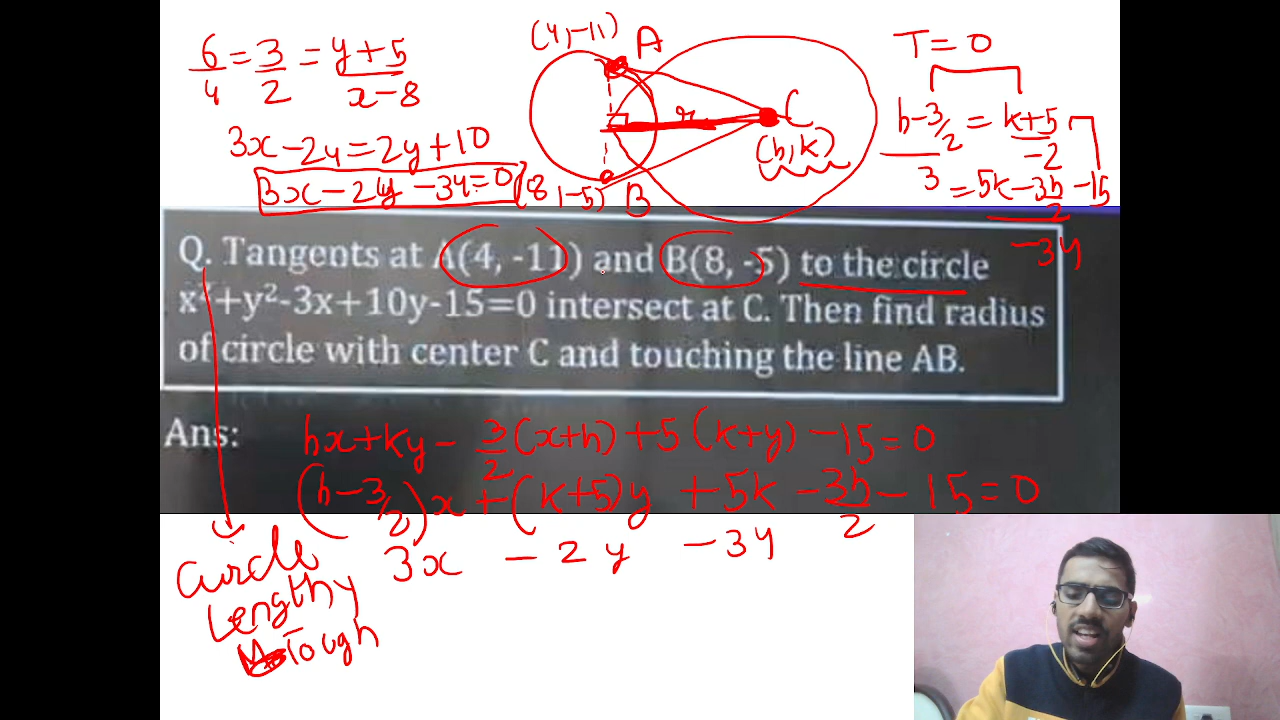 6/4 = 3/2 = y+5/x-8
3x-2y=2y+10
3x-2y-34=0
(4,-11) A
r
C
(h,k)
(8,-5) B
T=0
h-3/2/3 = k+5/-2
= 5k-3h/2-15/-34
Q. Tangents at A(4, -11) and B(8, -5) to the circle
x²+y²-3x+10y-15=0 intersect at C. Then find radius
of circle with center C and touching the line AB.
Ans:
hx+ky-3/2(x+h)+5(k+y)-15=0
(h-3/2)x+(k+5)y+5k-3h/2-15=0
3x -2y -34
Circle
Lengthy
Tough